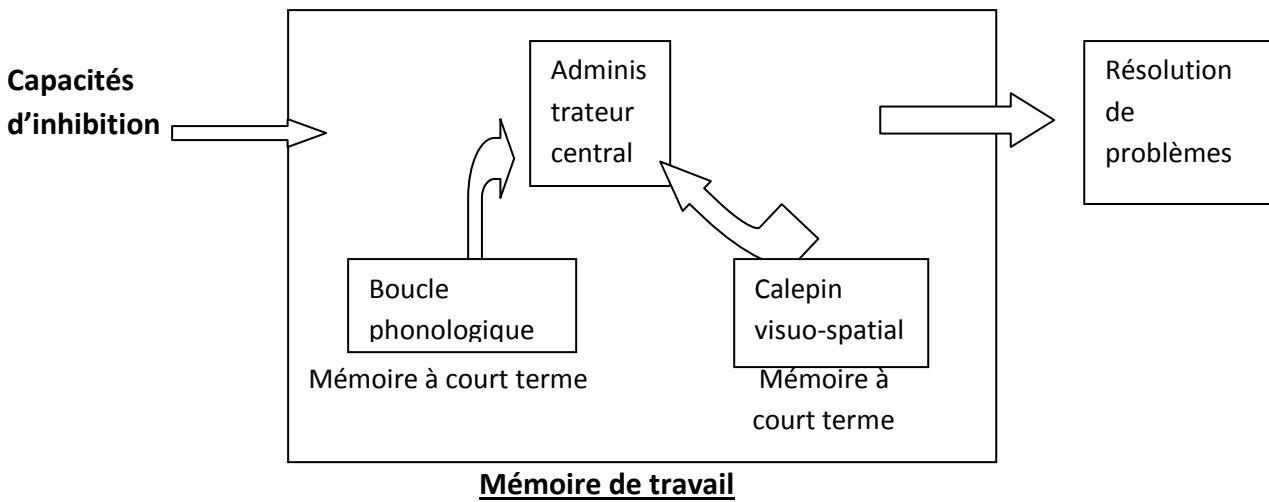 Capacités
d’inhibition
Adminis
trateur
central
Résolution
de
problèmes
Boucle
phonologique
Mémoire à court terme
Calepin
visuo-spatial
Mémoire à
court terme
Mémoire de travail